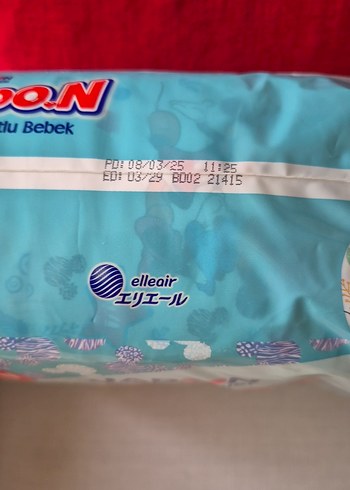 oo.N
tlu Bebek
PD: 08/03/25 11:25
ED: 03/29 BD02 21415
elleair
エリエール